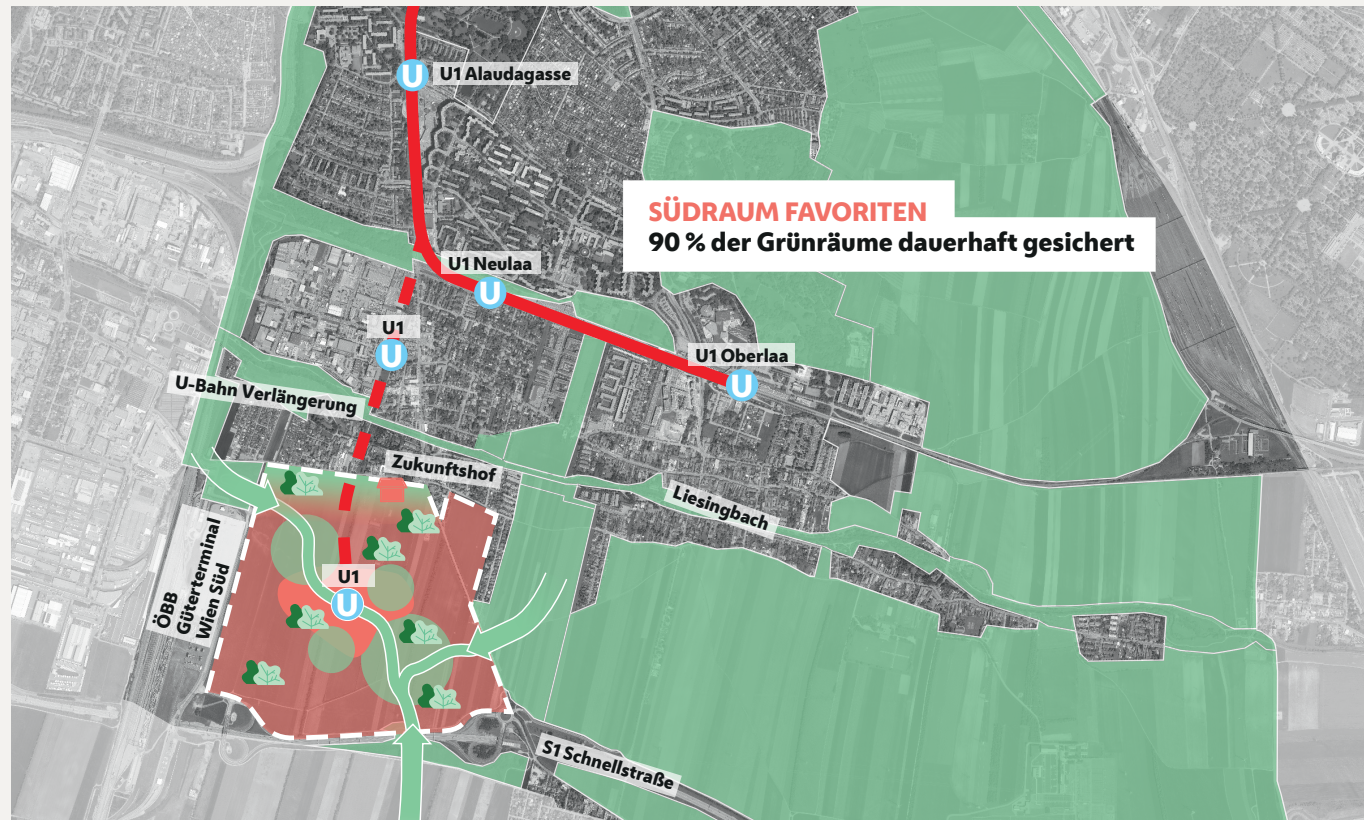 U
U1 Alaudagasse
SÜDRAUM FAVORITEN
90 % der Grünräume dauerhaft gesichert
U1 Neulaa
U
U1
U
U1 Oberlaa
U
U-Bahn Verlängerung
Zukunftshof
Liesingbach
ÖBB
Güterterminal
Wien Süd
U1
U
S1 Schnellstraße